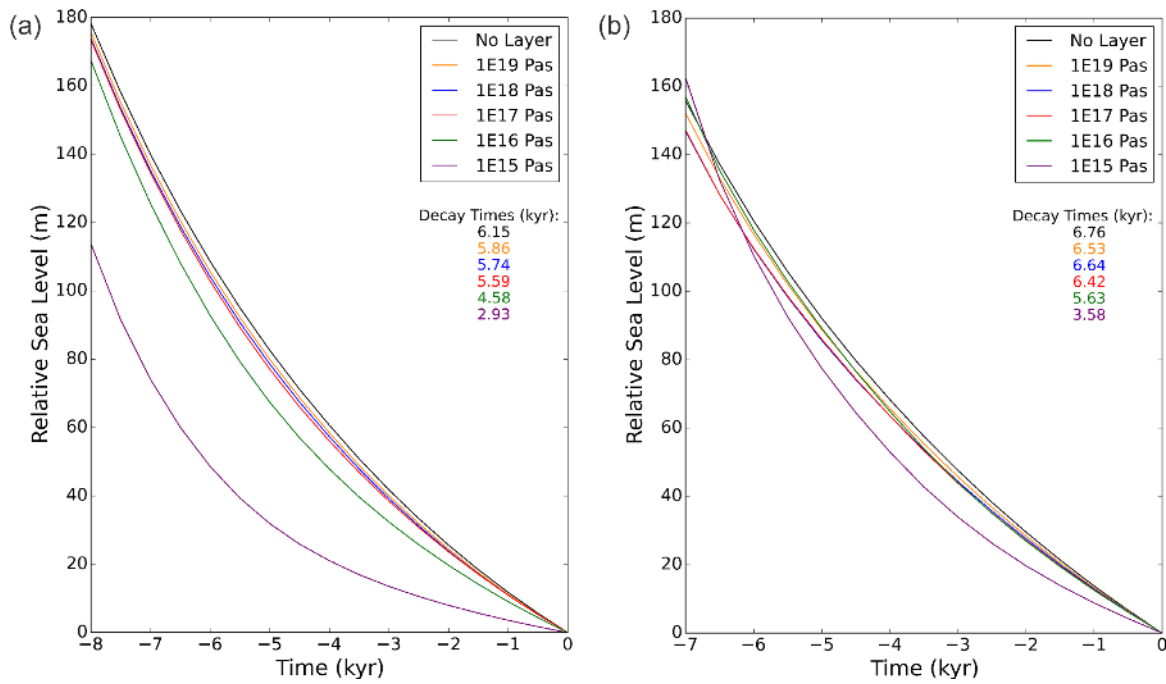 (a)
180
160
140
120
100
80
60
40
20
0
Relative Sea Level (m)
−8 −7 −6 −5 −4 −3 −2 −1 0
Time (kyr)
No Layer
1E19 Pas
1E18 Pas
1E17 Pas
1E16 Pas
1E15 Pas
Decay Times (kyr):
6.15
5.86
5.74
5.59
4.58
2.93
(b)
180
160
140
120
100
80
60
40
20
0
Relative Sea Level (m)
−7 −6 −5 −4 −3 −2 −1 0
Time (kyr)
No Layer
1E19 Pas
1E18 Pas
1E17 Pas
1E16 Pas
1E15 Pas
Decay Times (kyr):
6.76
6.53
6.64
6.42
5.63
3.58